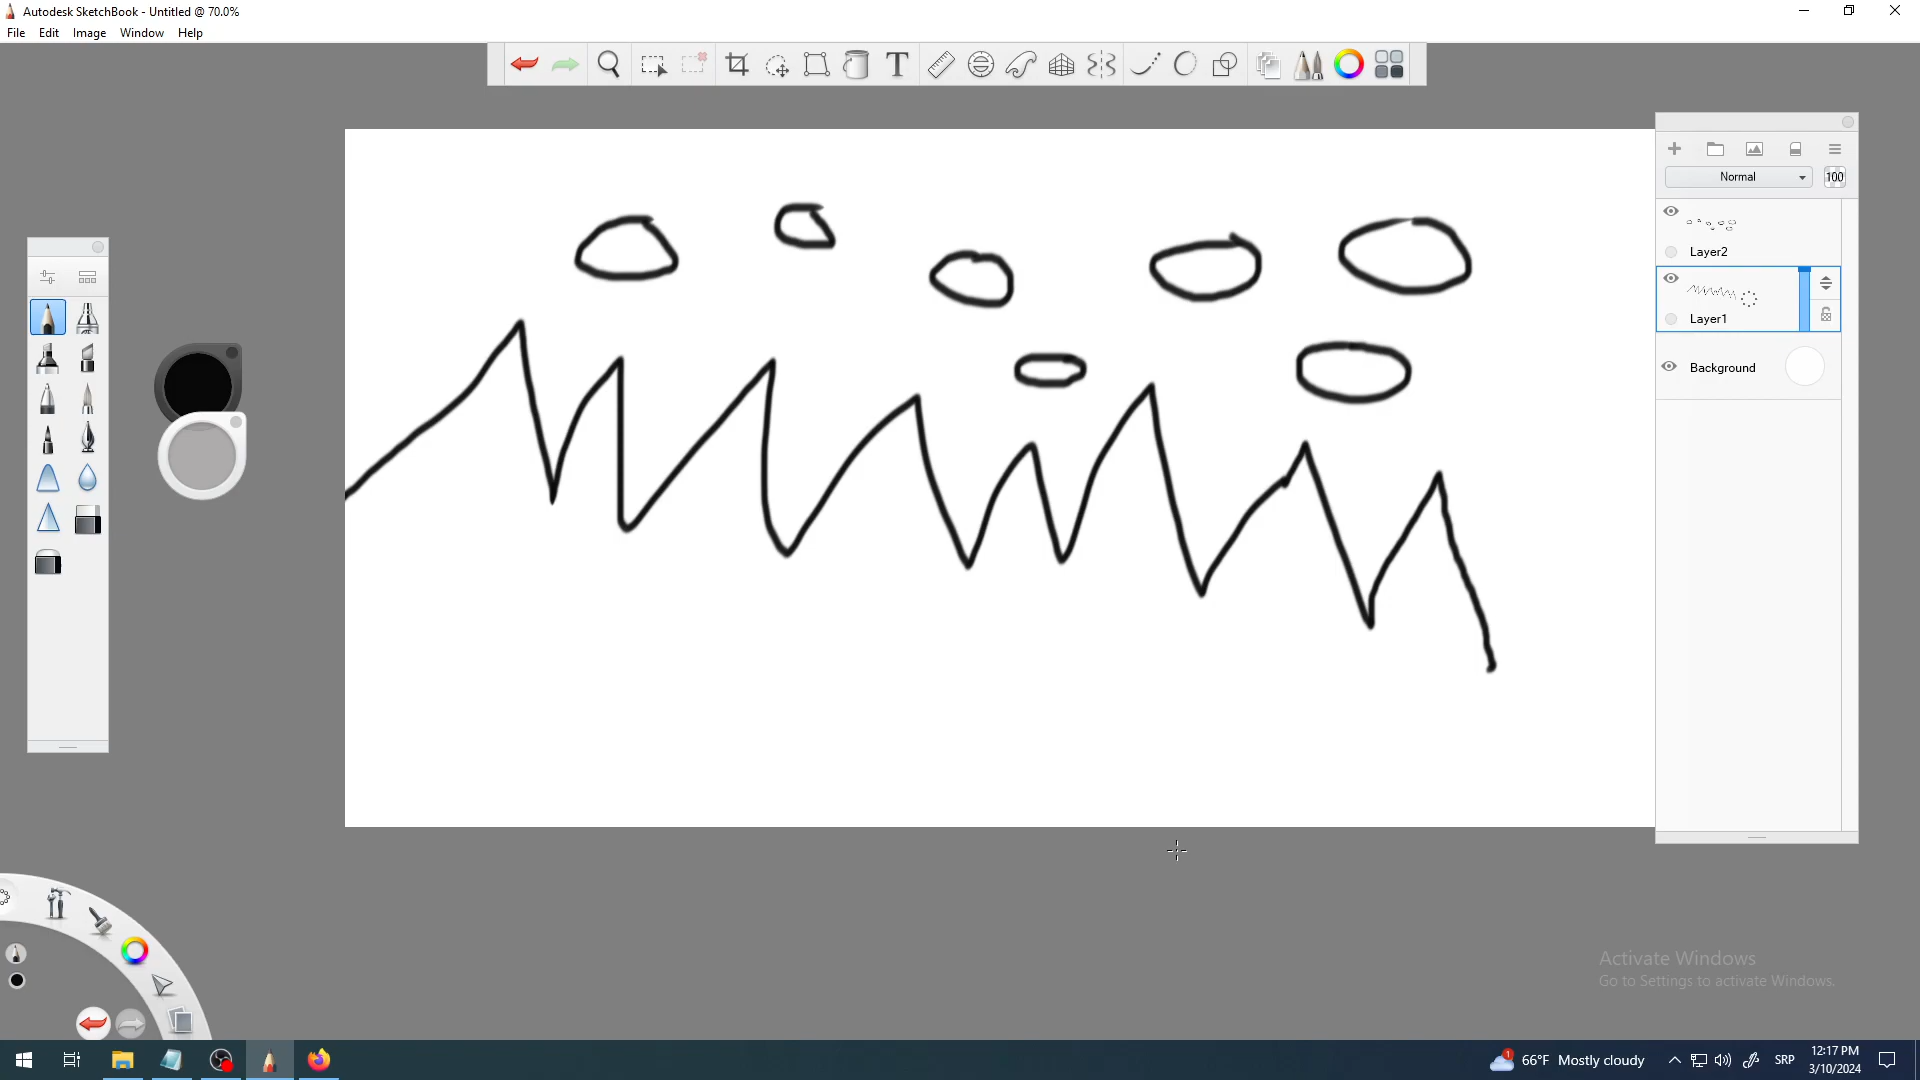 Autodesk SketchBook - Untitled @ 70.0%
File Edit Image Window Help
T
Normal 100
Layer2
Layer1
Background
Activate Windows
Go to Settings to activate Windows.
1 66°F Mostly cloudy SRP 12:17 PM
3/10/2024